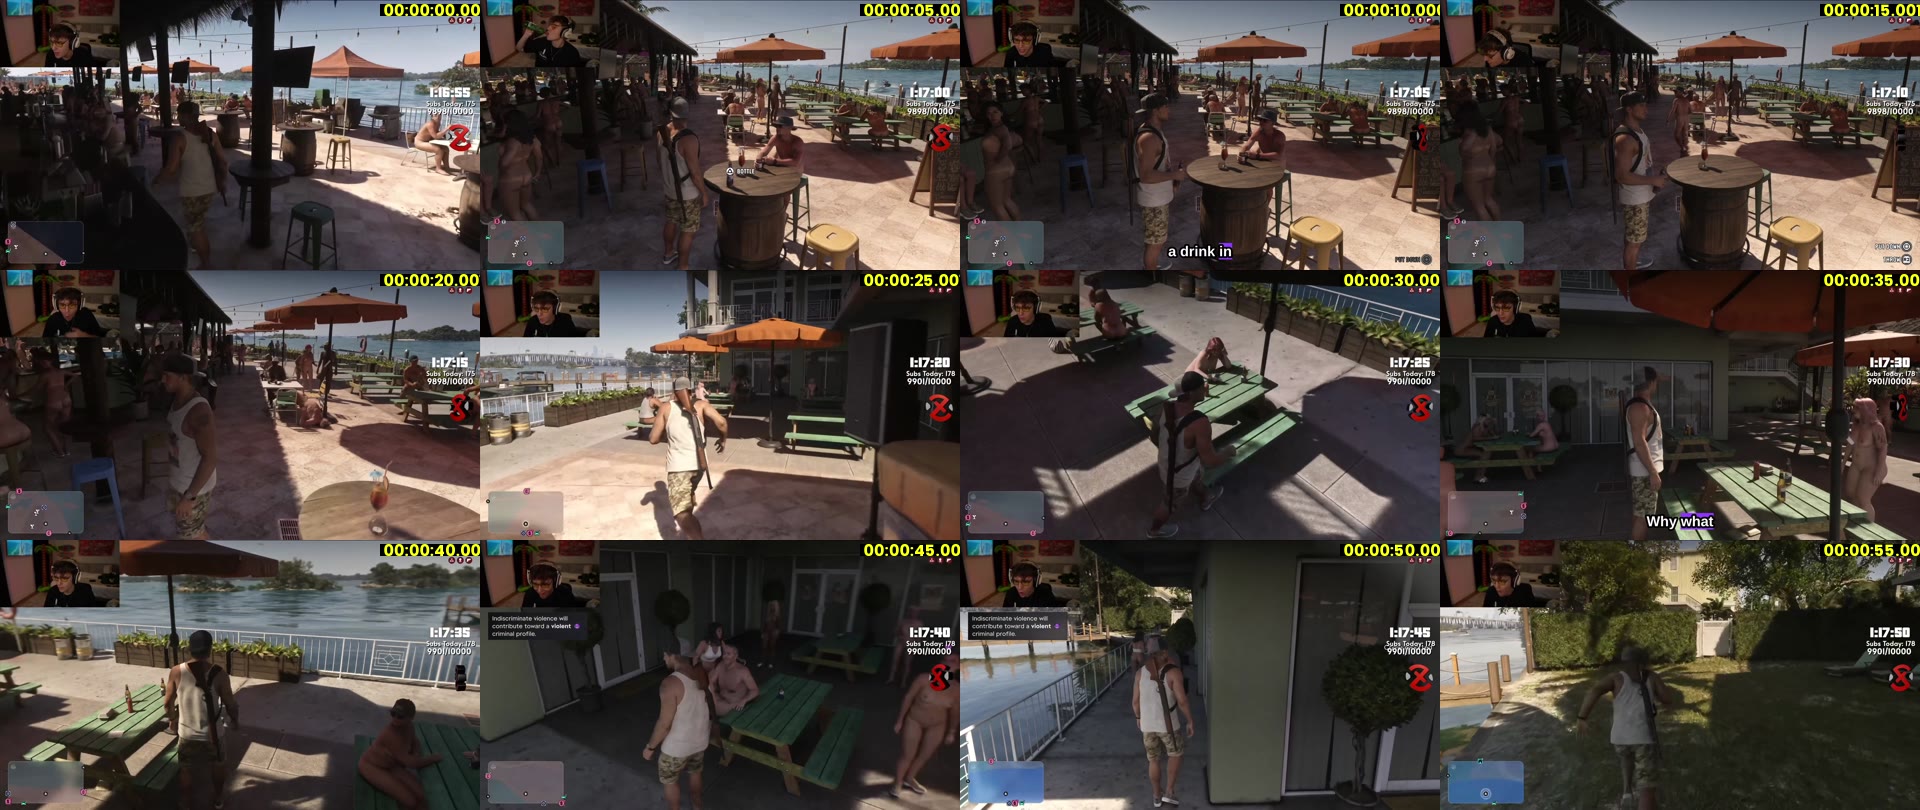 00:00:00.00
1:16:55
Subs Today: 175
9898/10000
00:00:05.00
1:17:00
Subs Today: 175
9898/10000
BOTTLE
00:00:10.000
1:17:05
Subs Today: 175
9898/10000
a drink in
PUT DOWN
00:00:15.001
1:17:10
Subs Today: 175
9898/10000
PUT DOWN
THROW
00:00:20.00
1:17:15
Subs Today: 175
9898/10000
00:00:25.00
1:17:20
Subs Today: 178
9901/10000
00:00:30.00
1:17:25
Subs Today: 178
9901/10000
00:00:35.00
1:17:30
Subs Today: 178
9901/10000
Why what
00:00:40.00
1:17:35
Subs Today: 178
9901/10000
00:00:45.00
Indiscriminate violence will
contribute toward a violent
criminal profile.
1:17:40
Subs Today: 178
9901/10000
00:00:50.00
Indiscriminate violence will
contribute toward a violent
criminal profile.
1:17:45
Subs Today: 178
9901/10000
00:00:55.00
1:17:50
Subs Today: 178
9901/10000